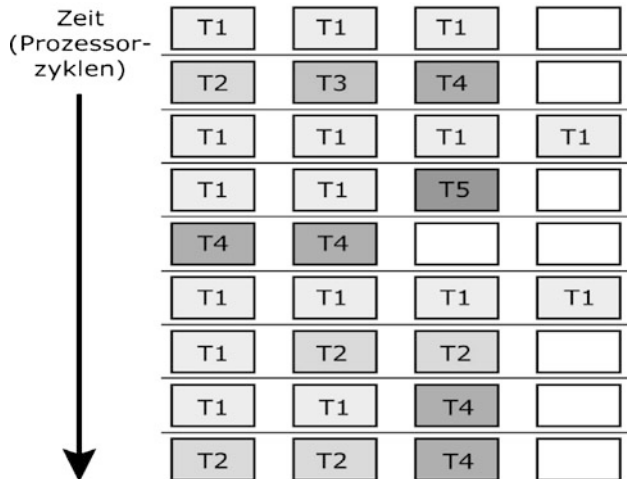 Zeit
(Prozessor-
zyklen)
T1 T1 T1
T2 T3 T4
T1 T1 T1 T1
T1 T1 T5
T4 T4
T1 T1 T1 T1
T1 T2 T2
T1 T1 T4
T2 T2 T4